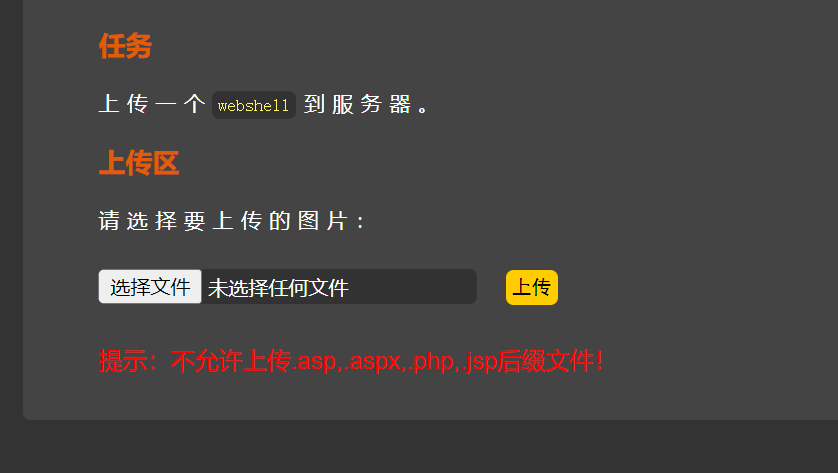 任务
上传一个 webshell 到服务器。
上传区
请选择要上传的图片：
选择文件 未选择任何文件 上传
提示：不允许上传.asp,.aspx,.php,.jsp后缀文件！